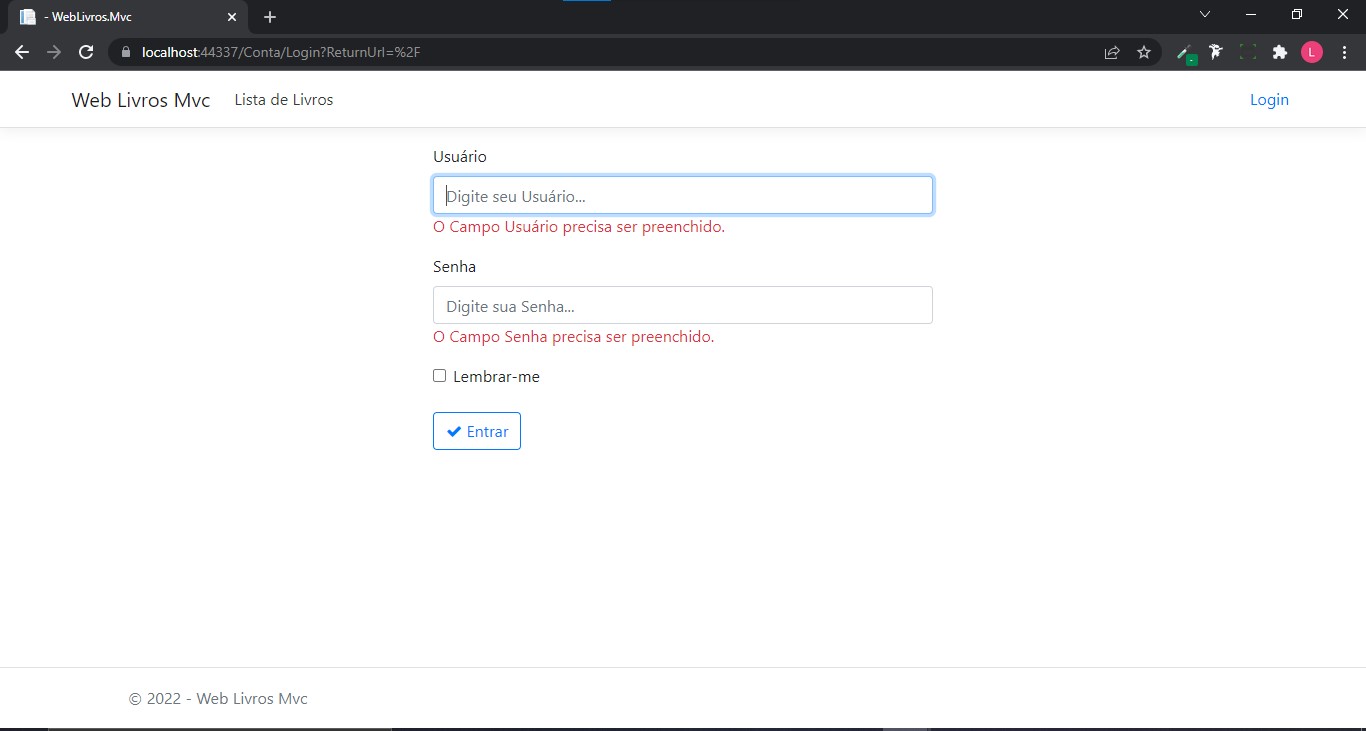 - WebLivros.Mvc
localhost:44337/Conta/Login?ReturnUrl=%2F
L
Web Livros Mvc Lista de Livros Login
Usuário
Digite seu Usuário...
O Campo Usuário precisa ser preenchido.
Senha
Digite sua Senha...
O Campo Senha precisa ser preenchido.
Lembrar-me
Entrar
© 2022 - Web Livros Mvc